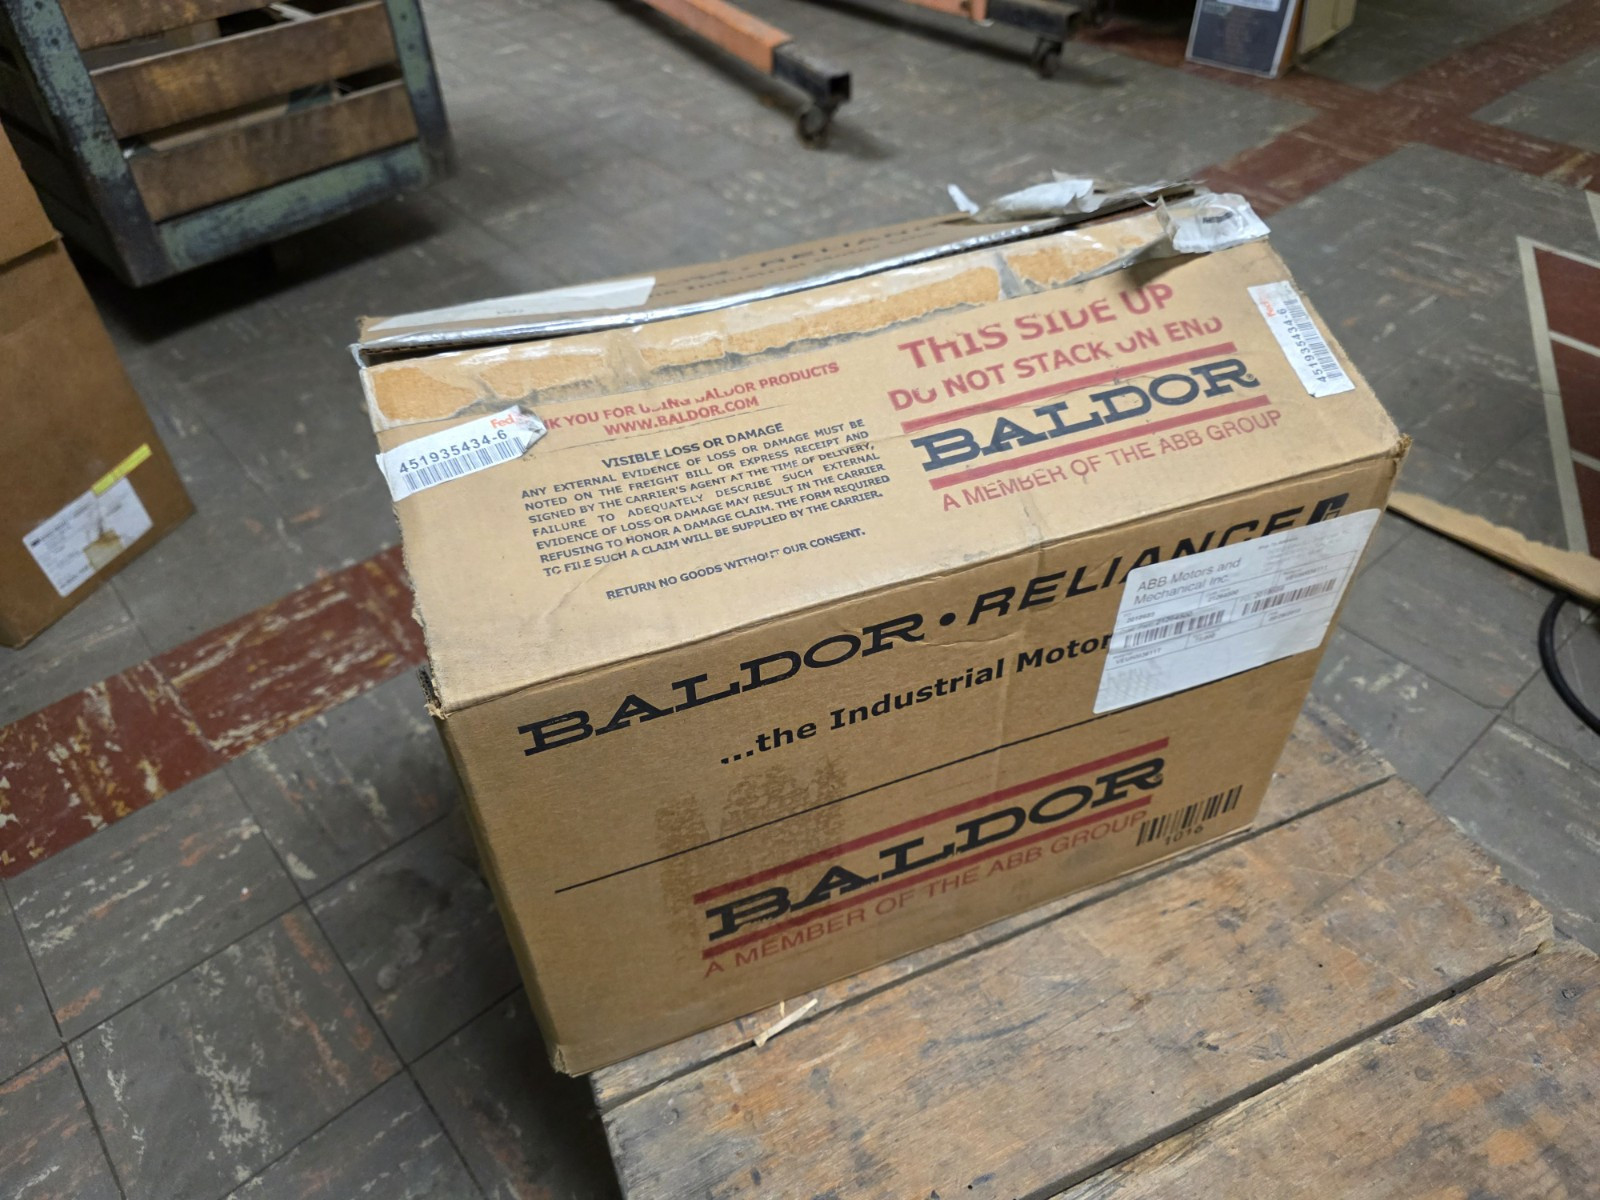 THIS SIDE UP
DO NOT STACK ON END
BALDOR
A MEMBER OF THE ABB GROUP
FedEx
451935434-6
FedEx
451935434-6
YOU FOR USING BALDOR PRODUCTS
WWW.BALDOR.COM
VISIBLE LOSS OR DAMAGE
ANY EXTERNAL EVIDENCE OF LOSS OR DAMAGE MUST BE
NOTED ON THE FREIGHT BILL OR EXPRESS RECEIPT AND
SIGNED BY THE CARRIER'S AGENT AT THE TIME OF DELIVERY.
FAILURE TO ADEQUATELY DESCRIBE SUCH EXTERNAL
EVIDENCE OF LOSS OR DAMAGE MAY RESULT IN THE CARRIER
REFUSING TO HONOR A DAMAGE CLAIM. THE FORM REQUIRED
TO FILE SUCH A CLAIM WILL BE SUPPLIED BY THE CARRIER.
RETURN NO GOODS WITHOUT OUR CONSENT.
BALDOR • RELIANCE
...the Industrial Motor
ABB Motors and
Mechanical Inc.
BALDOR
A MEMBER OF THE ABB GROUP
1016